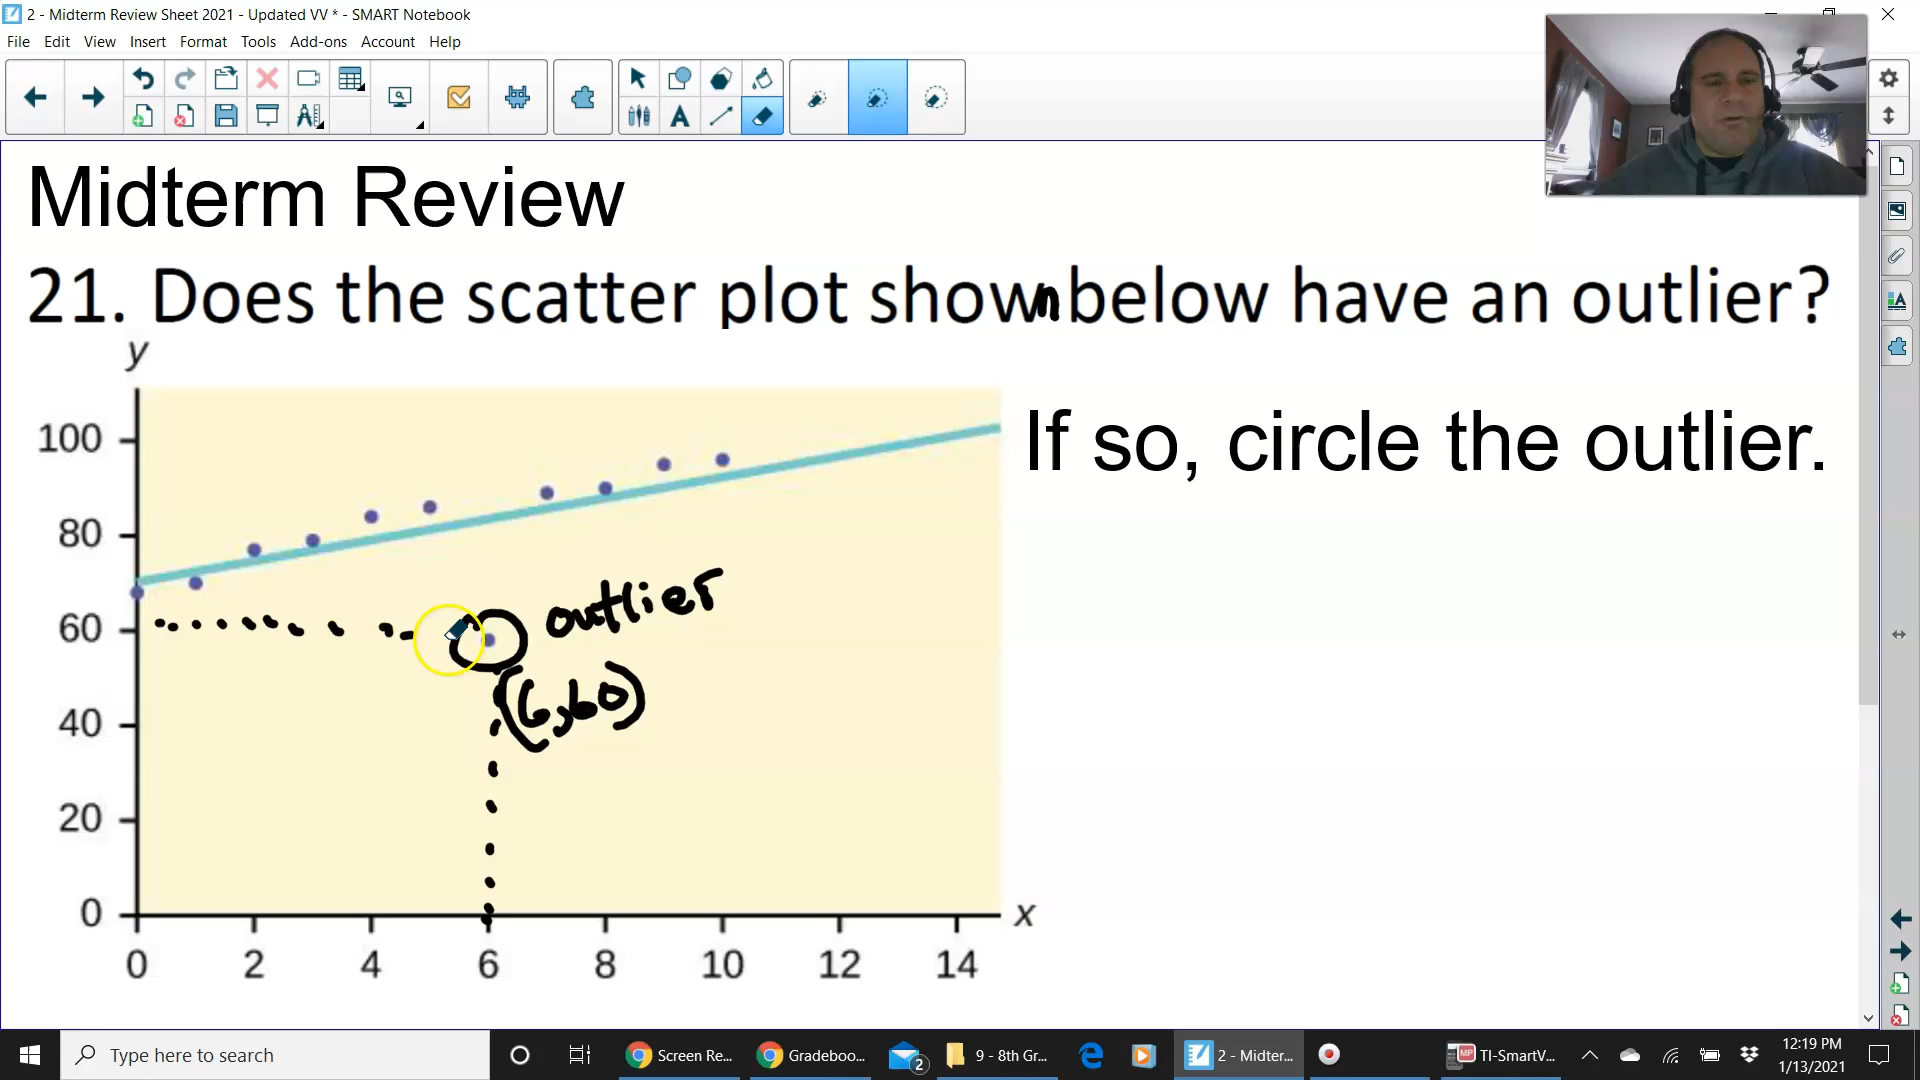 2 - Midterm Review Sheet 2021 - Updated VV * - SMART Notebook
File Edit View Insert Format Tools Add-ons Account Help
Midterm Review
21. Does the scatter plot shown below have an outlier?
If so, circle the outlier.
y
100
80
60
40
20
0
outlier
(6,60)
x
0 2 4 6 8 10 12 14
Type here to search
Screen Re...
Gradeboo...
2
9 - 8th Gr...
2 - Midter...
MP
TI-SmartV...
12:19 PM
1/13/2021